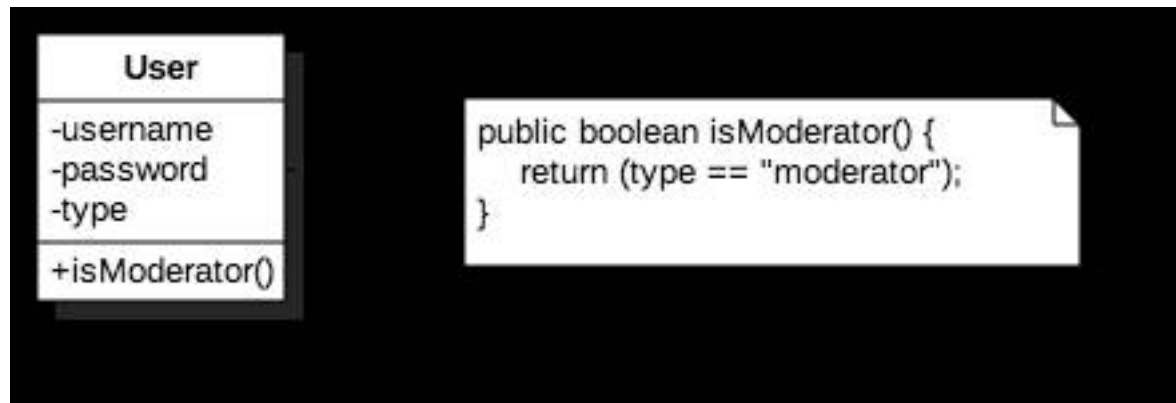 User
-username
-password
-type
+isModerator()
public boolean isModerator() {
return (type == "moderator");
}